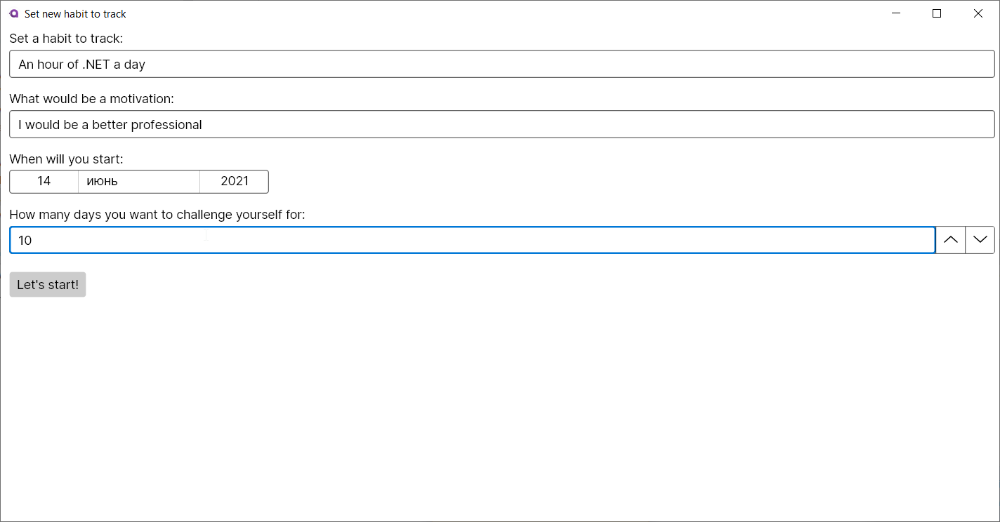 Set new habit to track
Set a habit to track:
An hour of .NET a day
What would be a motivation:
I would be a better professional
When will you start:
14 июнь 2021
How many days you want to challenge yourself for:
10
Let's start!